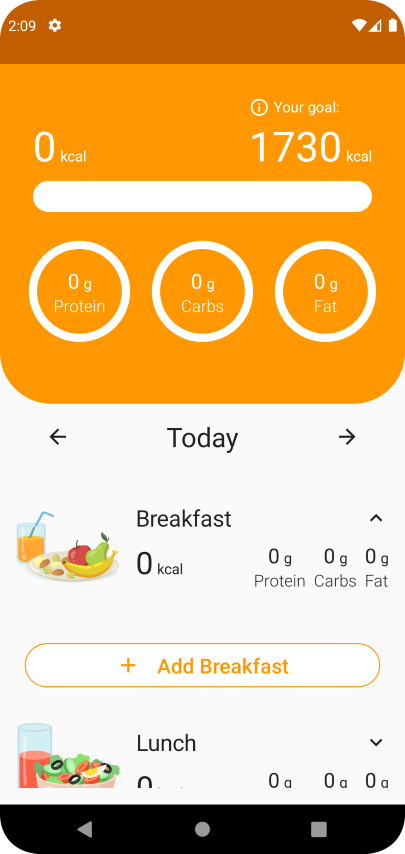 2:09
Your goal:
0 kcal
1730 kcal
0 g
Protein
0 g
Carbs
0 g
Fat
Today
Breakfast
0 kcal
0 g
Protein
0 g
Carbs
0 g
Fat
Add Breakfast
Lunch
0
0 g
0 g
0 g